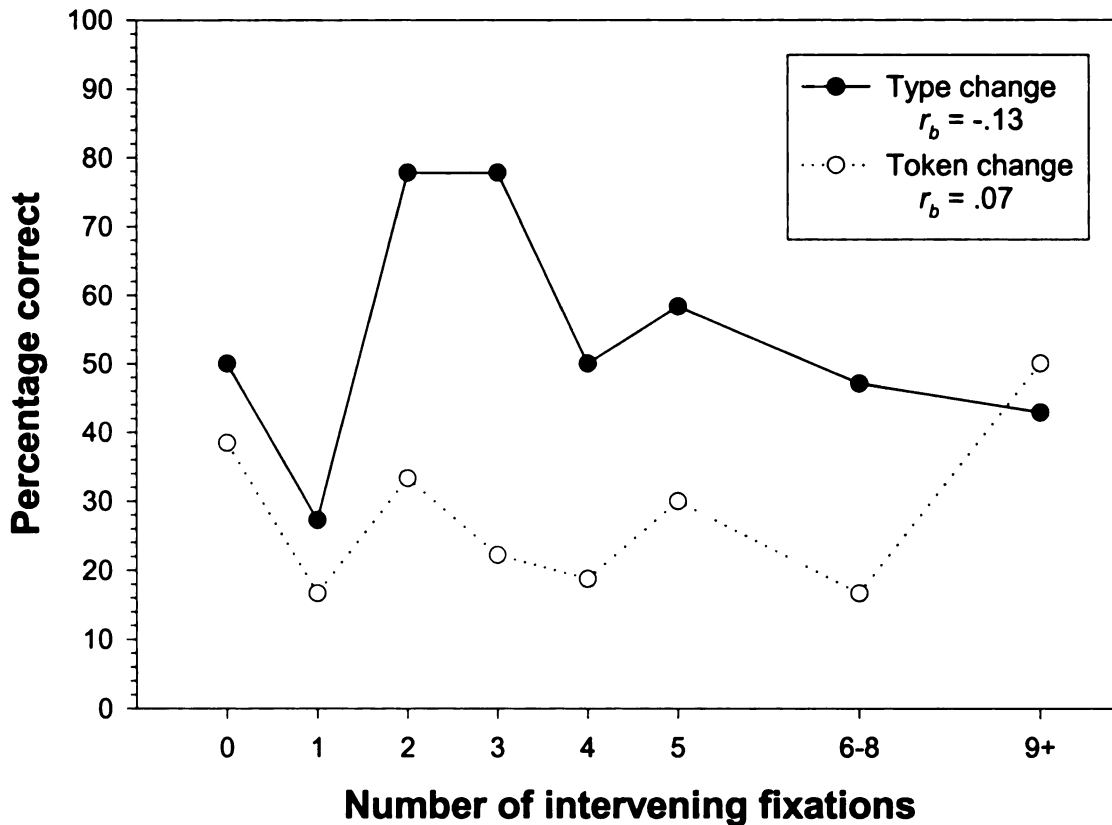 100
90
80
70
60
50
40
30
20
10
0
Percentage correct
Type change
r_b = -.13
Token change
r_b = .07
0 1 2 3 4 5 6-8 9+
Number of intervening fixations